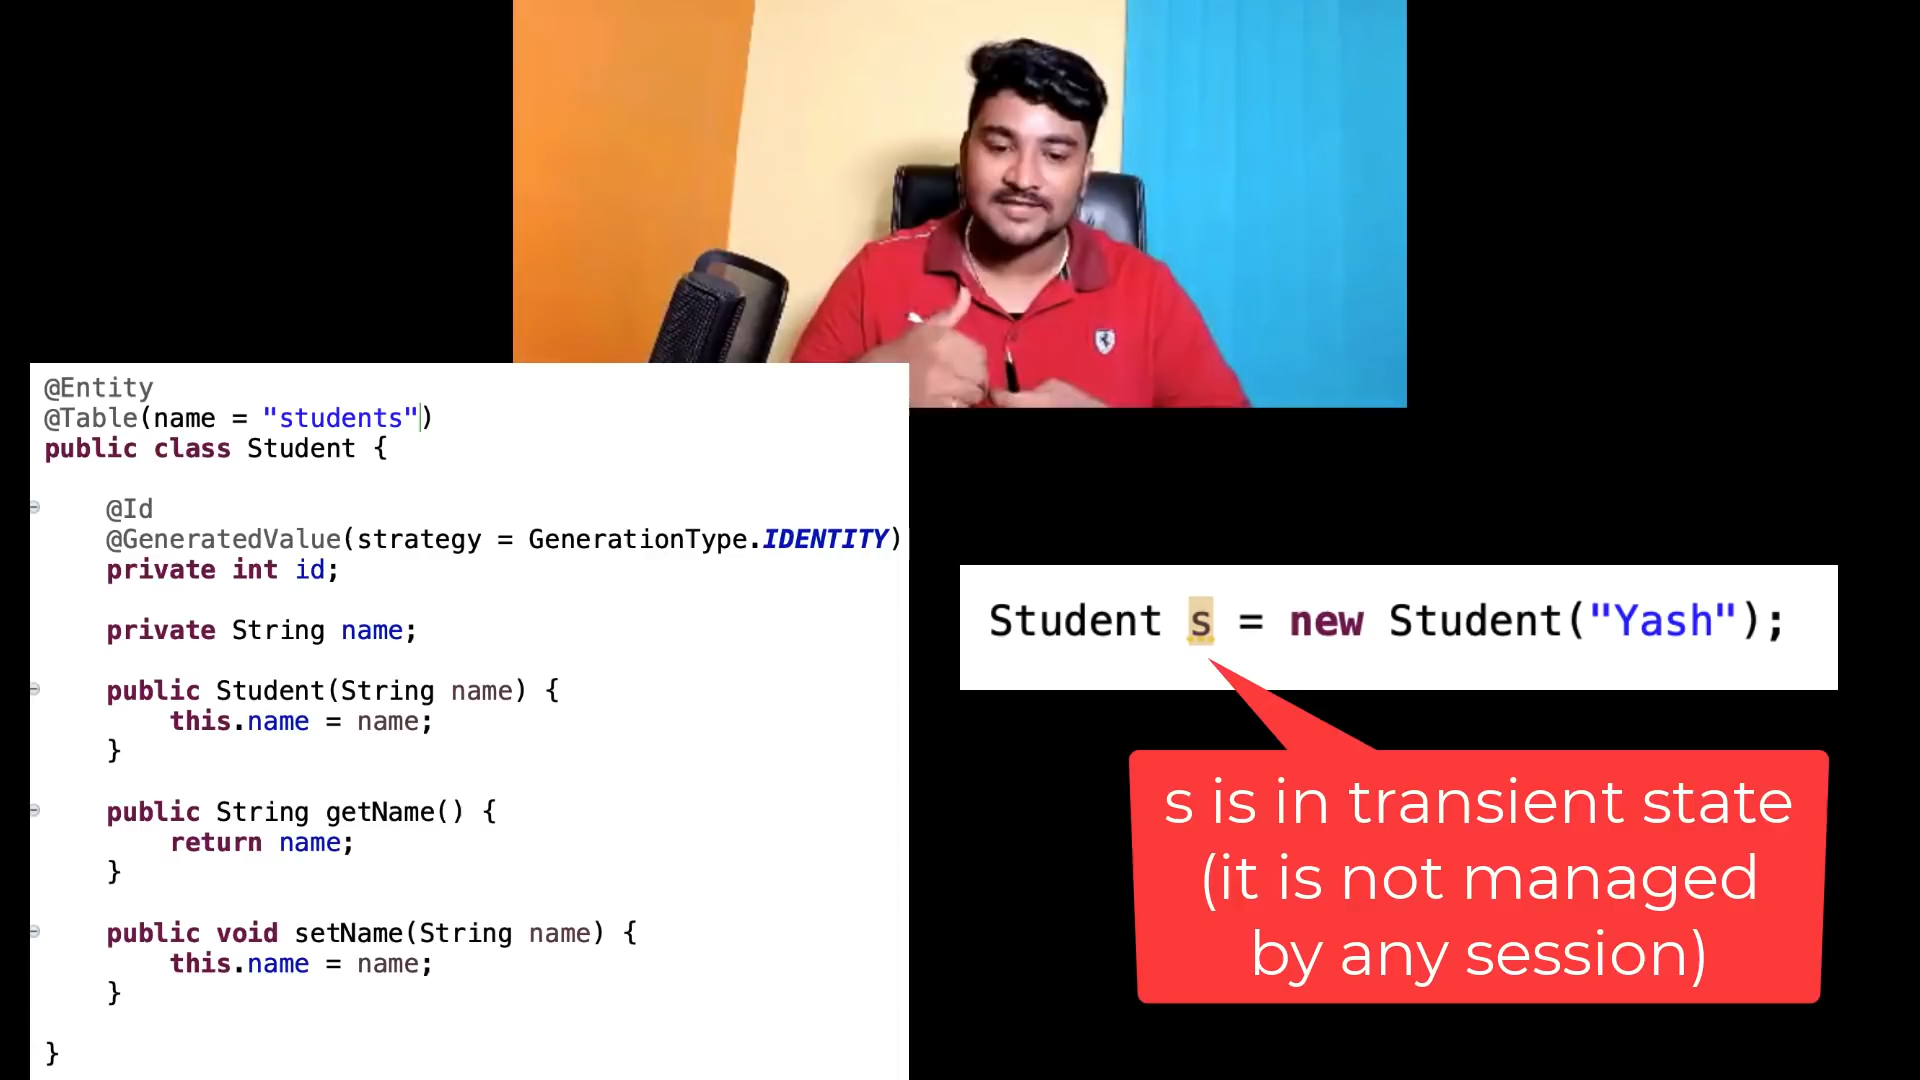 @Entity
@Table(name = "students")
public class Student {
@Id
@GeneratedValue(strategy = GenerationType.IDENTITY)
private int id;
private String name;
public Student(String name) {
this.name = name;
}
public String getName() {
return name;
}
public void setName(String name) {
this.name = name;
}
}
Student s = new Student("Yash");
s is in transient state
(it is not managed
by any session)